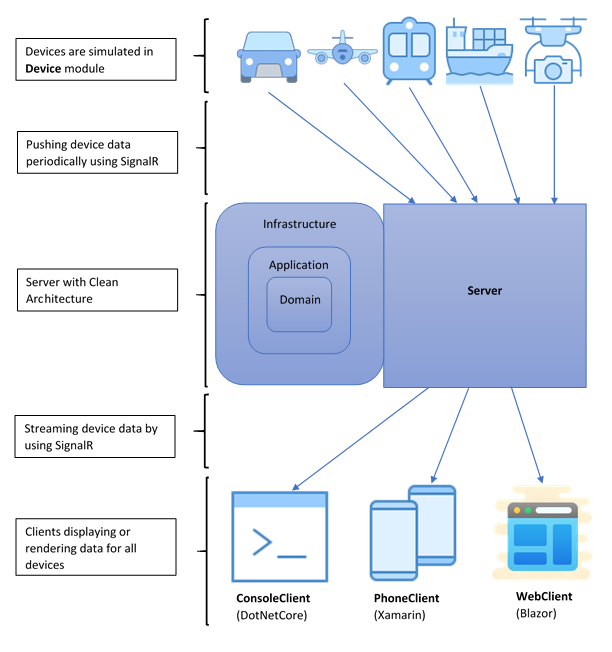 Devices are simulated in
Device module
Pushing device data
periodically using SignalR
Infrastructure
Application
Domain
Server
Server with Clean
Architecture
Streaming device data by
using SignalR
Clients displaying or
rendering data for all
devices
ConsoleClient
(DotNetCore)
PhoneClient
(Xamarin)
WebClient
(Blazor)